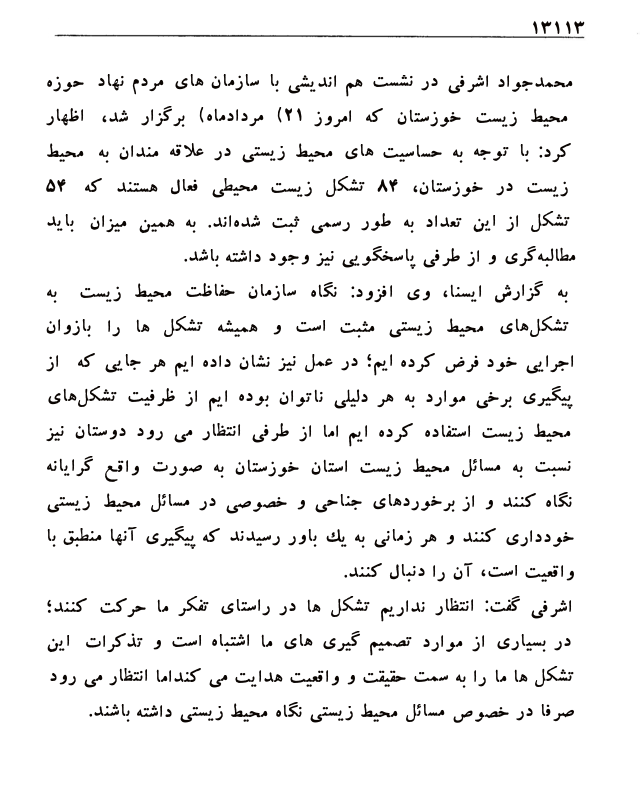 ۱۳۱۱۳
محمدجواد اشرفی در نشست هم اندیشی با سازمان های مردم نهاد حوزه
محیط زیست خوزستان که امروز ۲۱) مردادماه) برگزار شد، اظهار
کرد: با توجه به حساسیت های محیط زیستی در علاقه مندان به محیط
زیست در خوزستان، ۸۴ تشکل زیست محیطی فعال هستند که ۵۴
تشکل از این تعداد به طور رسمی ثبت شده‌اند. به همین میزان باید
مطالبه‌گری و از طرفی پاسخگویی نیز وجود داشته باشد.
به گزارش ایسنا، وی افزود: نگاه سازمان حفاظت محیط زیست به
تشکل‌های محیط زیستی مثبت است و همیشه تشکل ها را بازوان
اجرایی خود فرض کرده ایم؛ در عمل نیز نشان داده ایم هر جایی که از
پیگیری برخی موارد به هر دلیلی ناتوان بوده ایم از ظرفیت تشکل‌های
محیط زیست استفاده کرده ایم اما از طرفی انتظار می رود دوستان نیز
نسبت به مسائل محیط زیست استان خوزستان به صورت واقع گرایانه
نگاه کنند و از برخوردهای جناحی و خصوصی در مسائل محیط زیستی
خودداری کنند و هر زمانی به یك باور رسیدند که پیگیری آنها منطبق با
واقعیت است، آن را دنبال کنند.
اشرفی گفت: انتظار نداریم تشکل ها در راستای تفکر ما حرکت کنند؛
در بسیاری از موارد تصمیم گیری های ما اشتباه است و تذکرات این
تشکل ها ما را به سمت حقیقت و واقعیت هدایت می کنداما انتظار می رود
صرفا در خصوص مسائل محیط زیستی نگاه محیط زیستی داشته باشند.